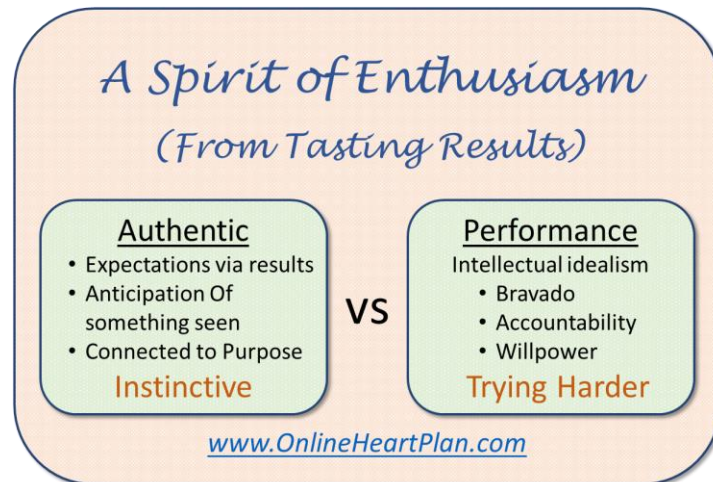 A Spirit of Enthusiasm
(From Tasting Results)
Authentic
• Expectations via results
• Anticipation Of
something seen
• Connected to Purpose
Instinctive
vs
Performance
Intellectual idealism
• Bravado
• Accountability
• Willpower
Trying Harder
www.OnlineHeartPlan.com